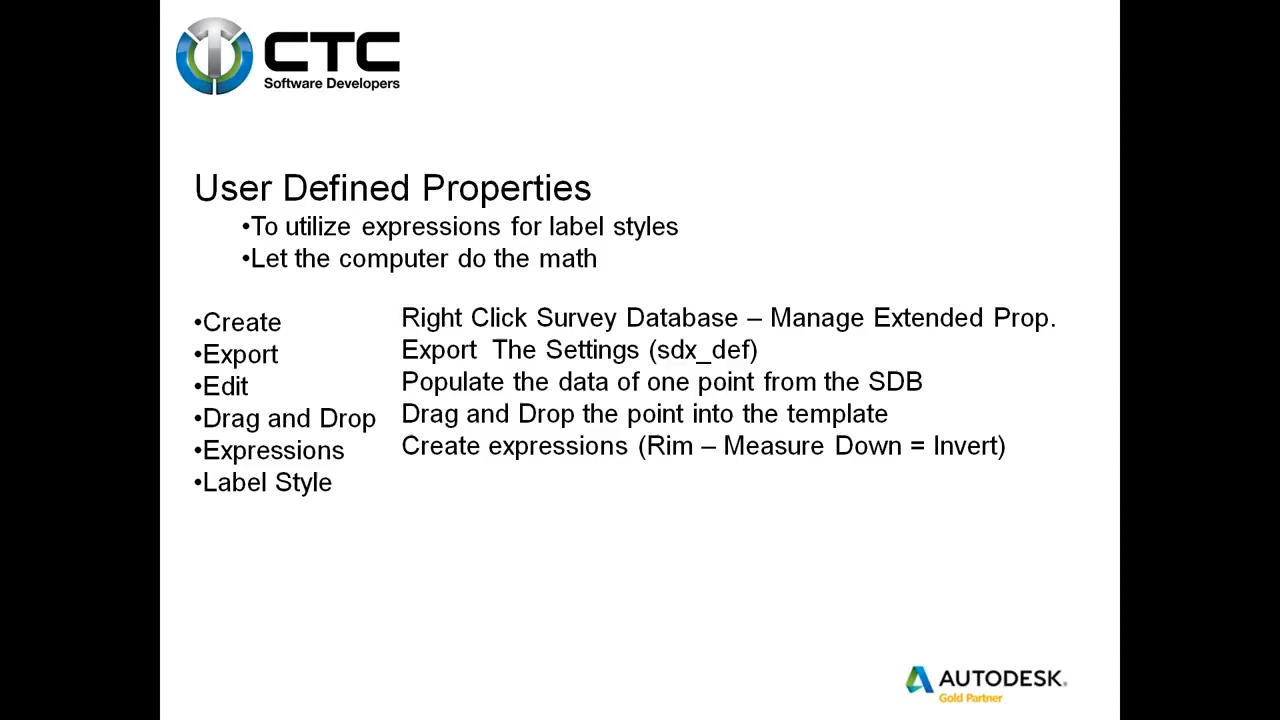 CTC
Software Developers
User Defined Properties
•To utilize expressions for label styles
•Let the computer do the math
•Create Right Click Survey Database – Manage Extended Prop.
•Export Export The Settings (sdx_def)
•Edit Populate the data of one point from the SDB
•Drag and Drop Drag and Drop the point into the template
•Expressions Create expressions (Rim – Measure Down = Invert)
•Label Style
AUTODESK.
Gold Partner